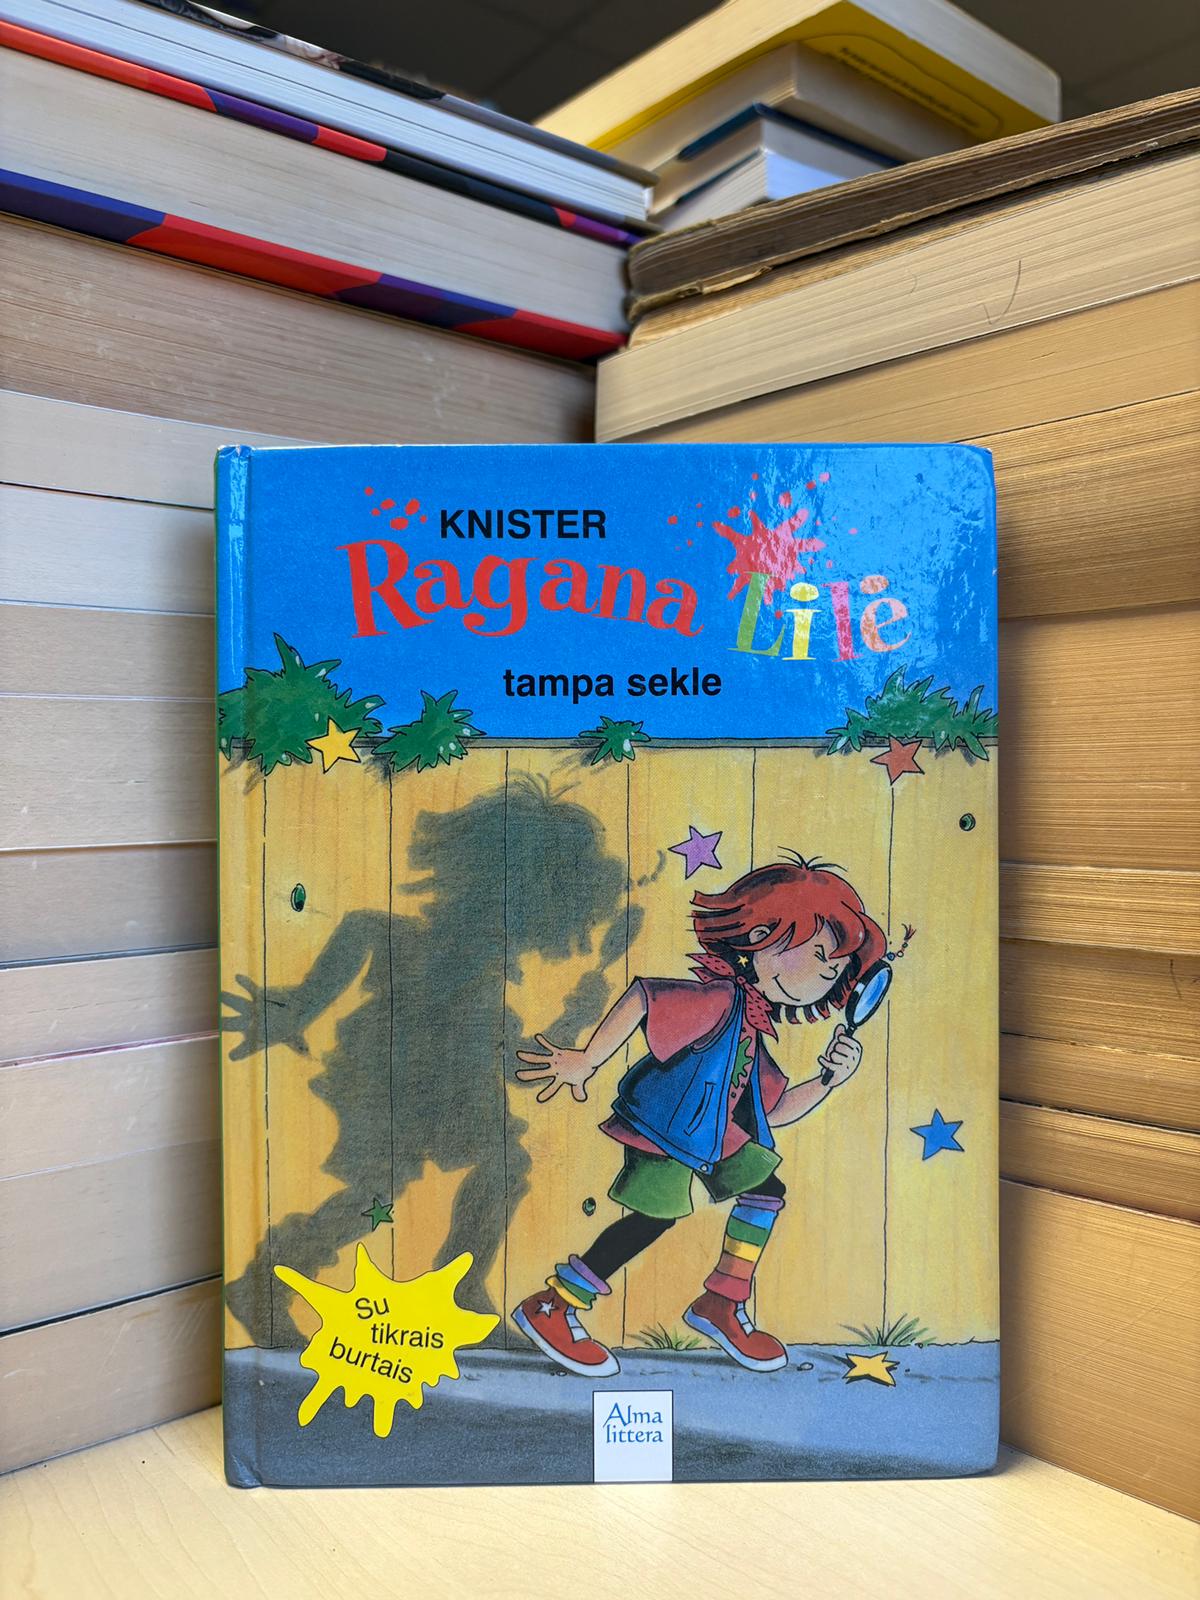 KNISTER
Ragana Lilė
tampa sekle
Su
tikrais
burtais
Alma
littera